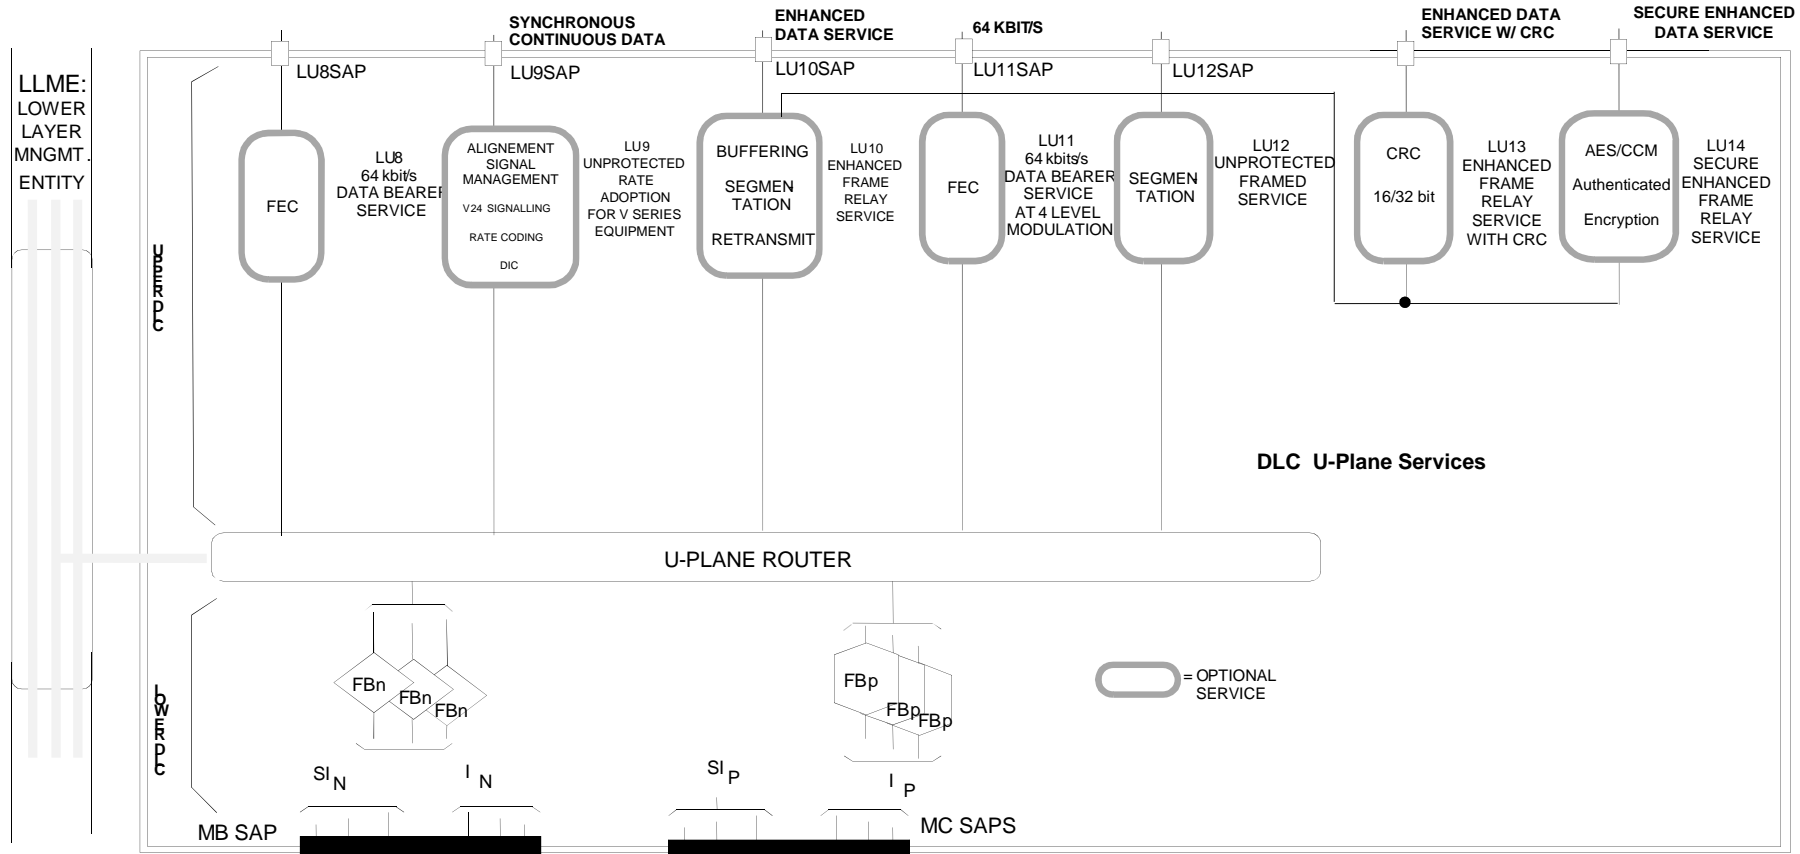 SYNCHRONOUS
CONTINUOUS DATA
ENHANCED
DATA SERVICE
64 KBIT/S
ENHANCED DATA
SERVICE W/ CRC
SECURE ENHANCED
DATA SERVICE
LU8SAP
LU9SAP
LU10SAP
LU11SAP
LU12SAP
LLME:
LOWER
LAYER
MNGMT.
ENTITY
UPPER DLC
FEC
LU8
64 kbit/s
DATA BEARER
SERVICE
ALIGNEMENT
SIGNAL
MANAGEMENT
V24 SIGNALLING
RATE CODING
DIC
LU9
UNPROTECTED
RATE
ADOPTION
FOR V SERIES
EQUIPMENT
BUFFERING
SEGMEN-
TATION
RETRANSMIT
LU10
ENHANCED
FRAME
RELAY
SERVICE
FEC
LU11
64 kbits/s
DATA BEARER
SERVICE
AT 4 LEVEL
MODULATION
SEGMEN-
TATION
LU12
UNPROTECTED
FRAMED
SERVICE
CRC
16/32 bit
LU13
ENHANCED
FRAME
RELAY
SERVICE
WITH CRC
AES/CCM
Authenticated
Encryption
LU14
SECURE
ENHANCED
FRAME
RELAY
SERVICE
DLC U-Plane Services
U-PLANE ROUTER
LOWER DLC
FBn
FBn
FBn
FBp
FBp
FBp
= OPTIONAL
SERVICE
SI N
I N
SI P
I P
MB SAP
MC SAPS